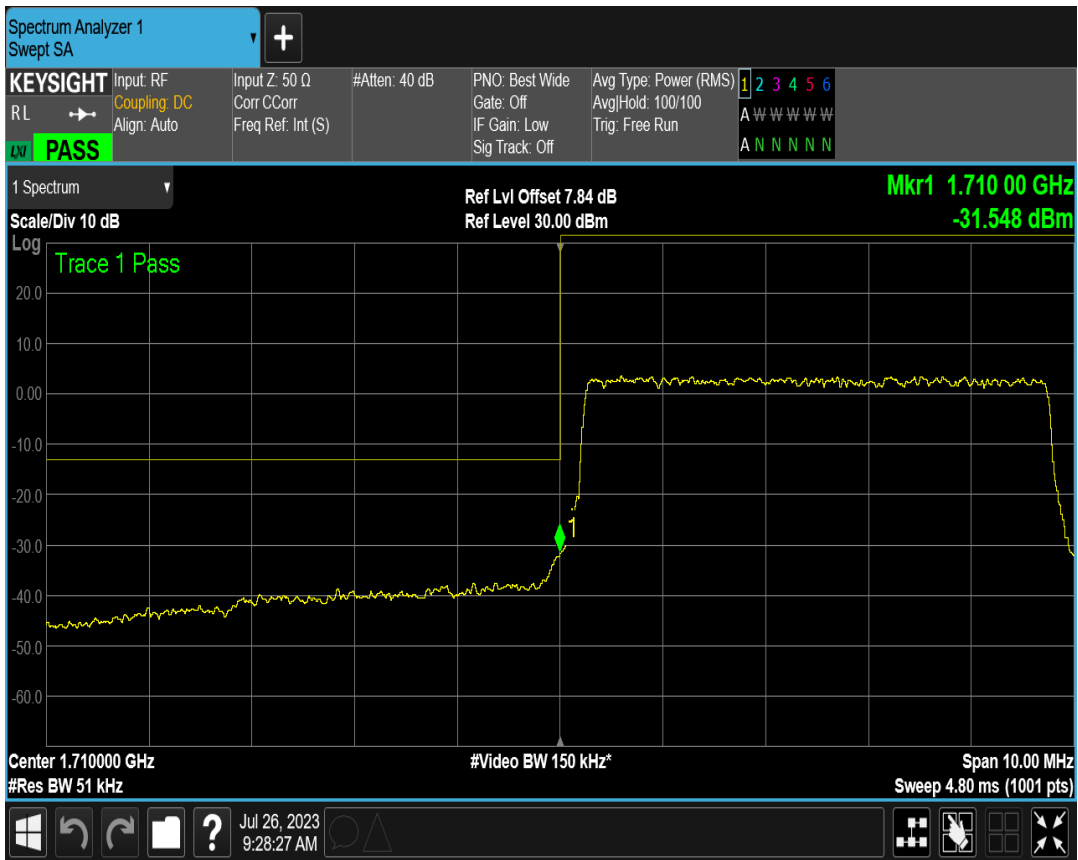 Spectrum Analyzer 1
Swept SA
+
KEYSIGHT
RL
LXI PASS
Input: RF
Coupling: DC
Align: Auto
Input Z: 50 Ω
Corr CCorr
Freq Ref: Int (S)
#Atten: 40 dB
PNO: Best Wide
Gate: Off
IF Gain: Low
Sig Track: Off
Avg Type: Power (RMS)
Avg|Hold: 100/100
Trig: Free Run
1 2 3 4 5 6
A W W W W W
A N N N N N
1 Spectrum
Scale/Div 10 dB
Ref Lvl Offset 7.84 dB
Ref Level 30.00 dBm
Mkr1 1.710 00 GHz
-31.548 dBm
Log
Trace 1 Pass
20.0
10.0
0.00
-10.0
-20.0
1
-30.0
-40.0
-50.0
-60.0
Center 1.710000 GHz
#Res BW 51 kHz
#Video BW 150 kHz*
Span 10.00 MHz
Sweep 4.80 ms (1001 pts)
?
Jul 26, 2023
9:28:27 AM